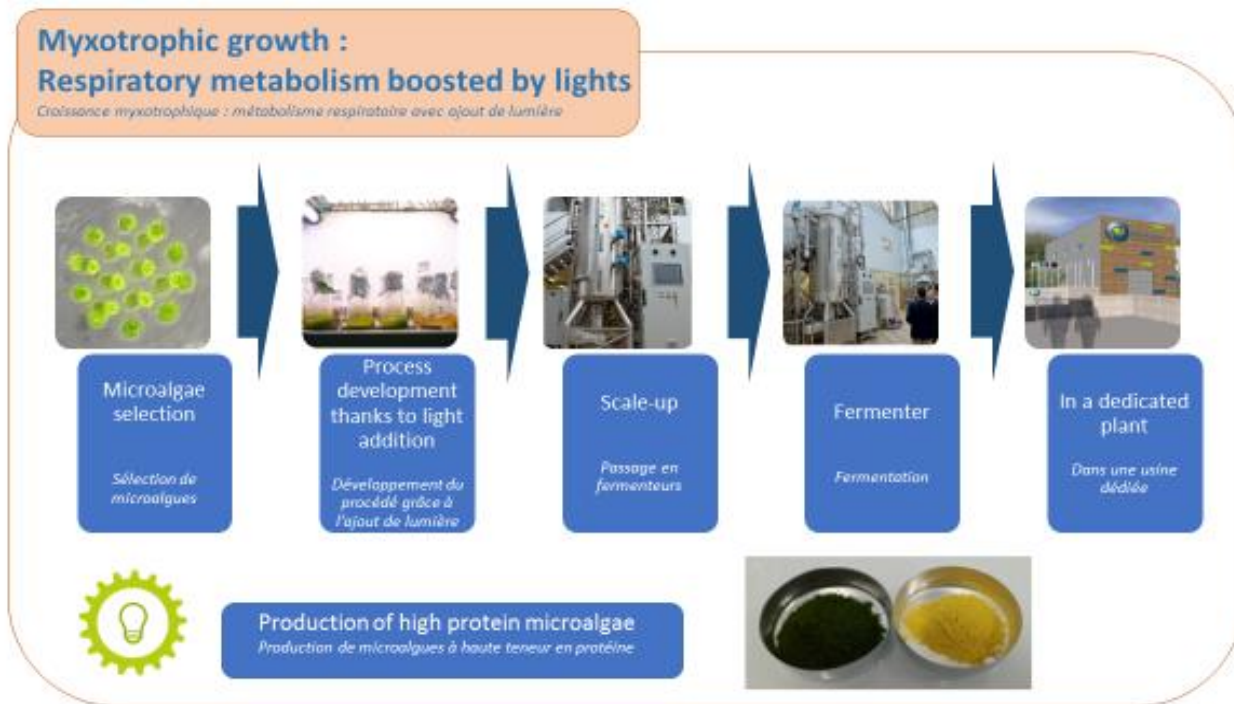 Myxotrophic growth :
Respiratory metabolism boosted by lights
Croissance myxotrophique : métabolisme respiratoire avec ajout de lumière
Microalgae
selection
Sélection de
microalgues
Process
development
thanks to light
addition
Développement du
procédé grâce à
l'ajout de lumière
Scale-up
Passage en
fermenteurs
Fermenter
Fermentation
In a dedicated
plant
Dans une usine
dédiée
Production of high protein microalgae
Production de microalgues à haute teneur en protéine